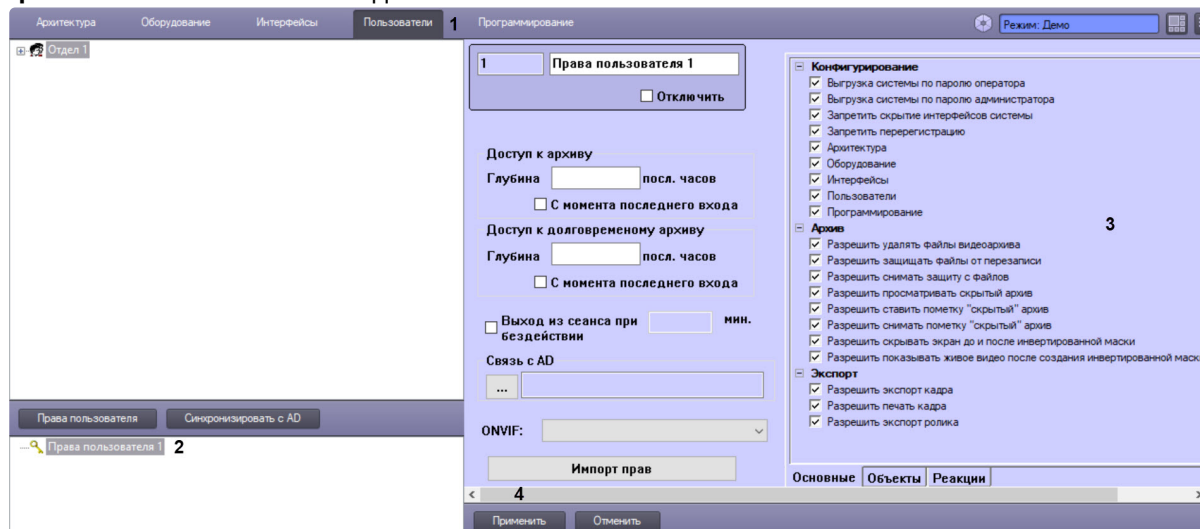 Архитектура Оборудование Интерфейсы Пользователи 1 Программирование Режим: Демо
Отдел 1
1 Права пользователя 1
Отключить
Доступ к архиву
Глубина посл. часов
С момента последнего входа
Доступ к долговременому архиву
Глубина посл. часов
С момента последнего входа
Выход из сеанса при мин.
бездействии
Связь с AD
...
ONVIF:
Импорт прав
Конфигурирование
Выгрузка системы по паролю оператора
Выгрузка системы по паролю администратора
Запретить скрытие интерфейсов системы
Запретить перерегистрацию
Архитектура
Оборудование
Интерфейсы
Пользователи
Программирование
3
Архив
Разрешить удалять файлы видеоархива
Разрешить защищать файлы от перезаписи
Разрешить снимать защиту с файлов
Разрешить просматривать скрытый архив
Разрешить ставить пометку "скрытый" архив
Разрешить снимать пометку "скрытый" архив
Разрешить скрывать экран до и после инвертированной маски
Разрешить показывать живое видео после создания инвертированной маск
Экспорт
Разрешить экспорт кадра
Разрешить печать кадра
Разрешить экспорт ролика
Основные Объекты Реакции
Права пользователя Синхронизировать с AD
Права пользователя 1 2
4
Применить Отменить